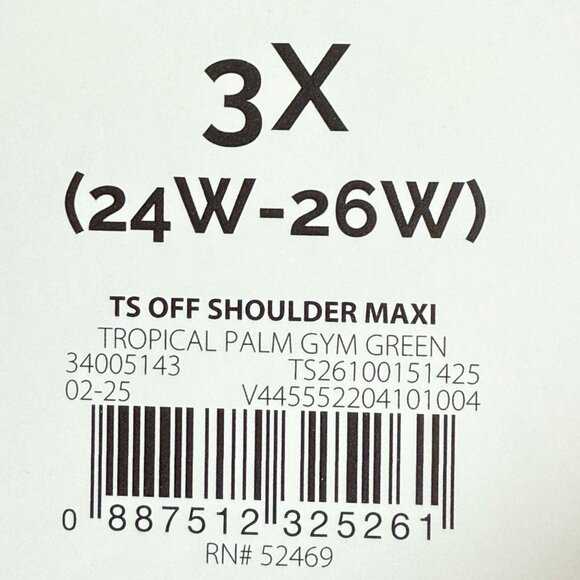 3X
(24W-26W)
TS OFF SHOULDER MAXI
TROPICAL PALM GYM GREEN
34005143 TS26100151425
02-25 V445552204101004
0 887512 325261
RN# 52469